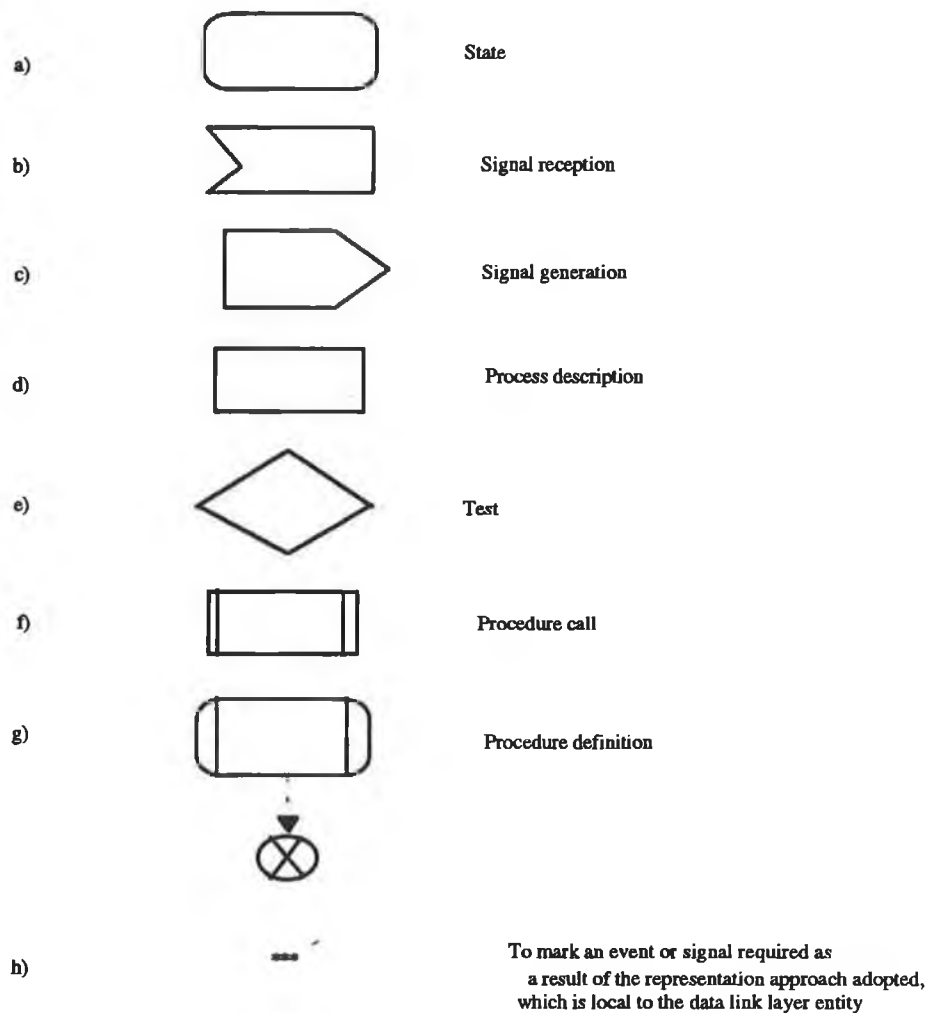 a) State
b) Signal reception
c) Signal generation
d) Process description
e) Test
f) Procedure call
g) Procedure definition
h) *** To mark an event or signal required as
a result of the representation approach adopted,
which is local to the data link layer entity